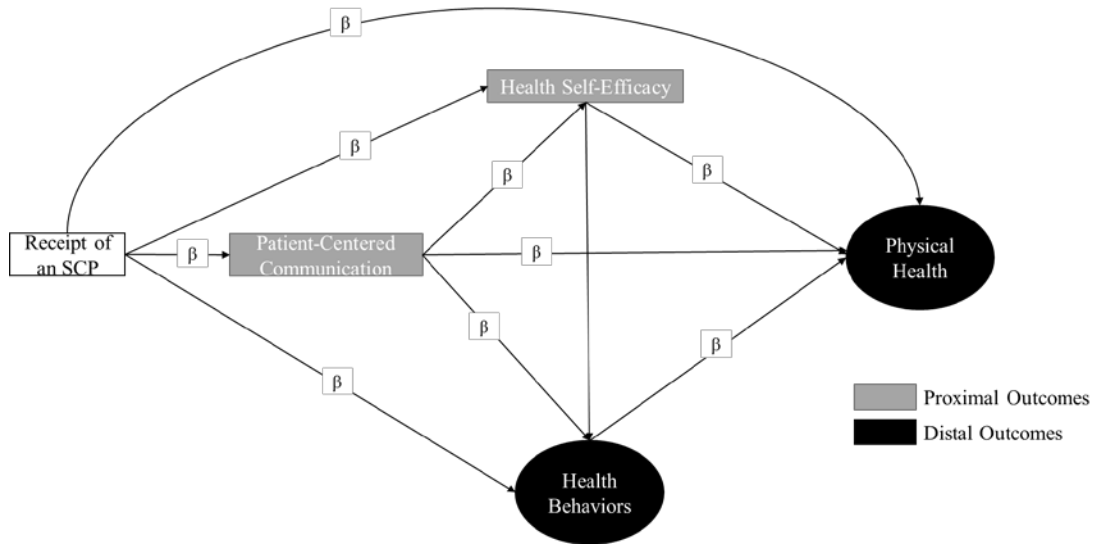 β
Health Self-Efficacy
β
β
β
Receipt of
an SCP
β
Patient-Centered
Communication
β
Physical
Health
β
β
β
Proximal Outcomes
Distal Outcomes
Health
Behaviors